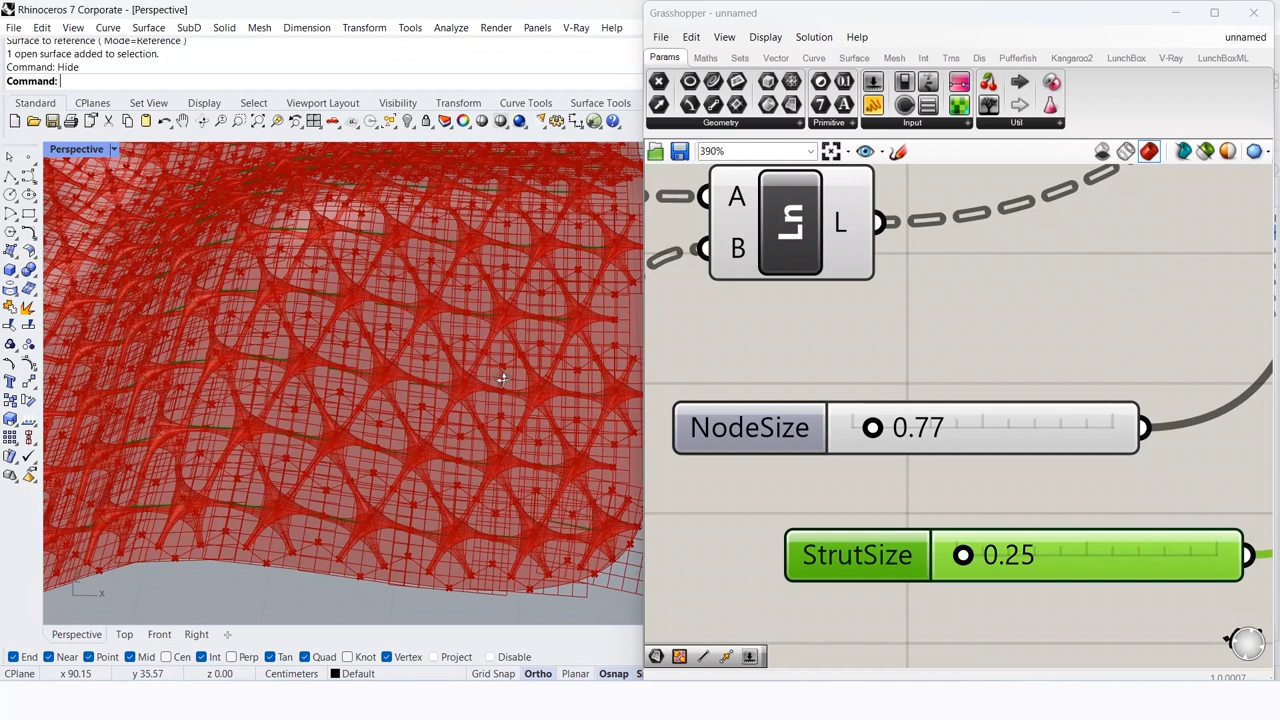 Rhinoceros 7 Corporate - [Perspective]
File Edit View Curve Surface SubD Solid Mesh Dimension Transform Tools Analyze Render Panels V-Ray Help
Surface to reference ( Mode=Reference )
1 open surface added to selection.
Command: Hide
Command:
Standard CPlanes Set View Display Select Viewport Layout Visibility Transform Curve Tools Surface Tools
Perspective
x
Perspective Top Front Right
End Near Point Mid Cen Int Perp Tan Quad Knot Vertex Project Disable
CPlane x 90.15 y 35.57 z 0.00 Centimeters Default Grid Snap Ortho Planar Osnap
Grasshopper - unnamed
File Edit View Display Solution Help unnamed
Params Maths Sets Vector Curve Surface Mesh Int Trns Dis Pufferfish Kangaroo2 LunchBox V-Ray LunchBoxML
Geometry Primitive Input Util
390%
A
B
Ln
L
NodeSize 0.77
StrutSize 0.25
1.0.0007